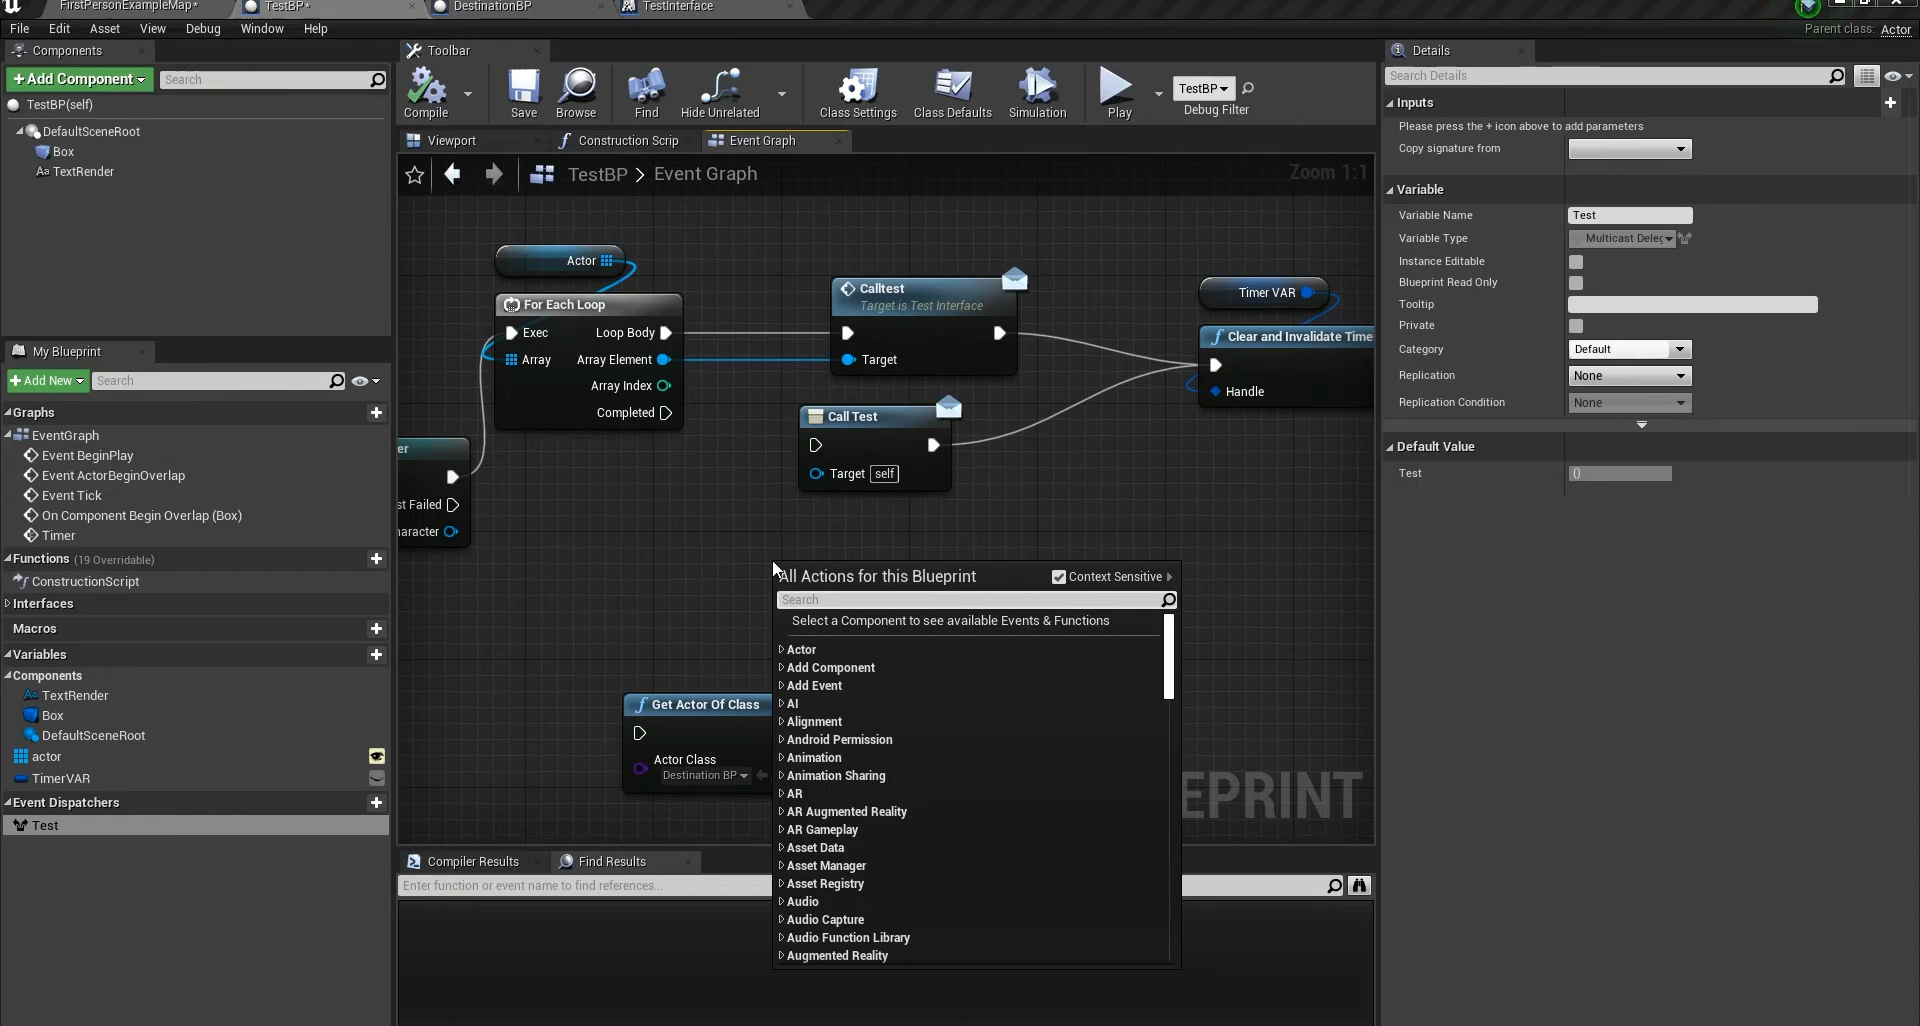 FirstPersonExampleMap*
TestBP*
DestinationBP
TestInterface
File Edit Asset View Debug Window Help
Parent class: Actor
Components
Toolbar
Details
+Add Component
Search
TestBP(self)
DefaultSceneRoot
Box
TextRender
Compile
Save
Browse
Find
Hide Unrelated
Class Settings
Class Defaults
Simulation
Play
TestBP
Debug Filter
Viewport
Construction Scrip
Event Graph
TestBP > Event Graph
Zoom 1:1
Actor
For Each Loop
Exec
Loop Body
Array
Array Element
Array Index
Completed
Calltest
Target is Test Interface
Target
Call Test
Target self
Timer VAR
Clear and Invalidate Time
Handle
er
st Failed
haracter
Get Actor Of Class
Actor Class
Destination BP
EPRINT
All Actions for this Blueprint
Context Sensitive
Search
Select a Component to see available Events & Functions
Actor
Add Component
Add Event
AI
Alignment
Android Permission
Animation
Animation Sharing
AR
AR Augmented Reality
AR Gameplay
Asset Data
Asset Manager
Asset Registry
Audio
Audio Capture
Audio Function Library
Augmented Reality
My Blueprint
+Add New
Search
Graphs
EventGraph
Event BeginPlay
Event ActorBeginOverlap
Event Tick
On Component Begin Overlap (Box)
Timer
Functions (19 Overridable)
ConstructionScript
Interfaces
Macros
Variables
Components
TextRender
Box
DefaultSceneRoot
actor
TimerVAR
Event Dispatchers
Test
Compiler Results
Find Results
Enter function or event name to find references...
Search Details
Inputs
Please press the + icon above to add parameters
Copy signature from
Variable
Variable Name Test
Variable Type Multicast Deleg
Instance Editable
Blueprint Read Only
Tooltip
Private
Category Default
Replication None
Replication Condition None
Default Value
Test ()